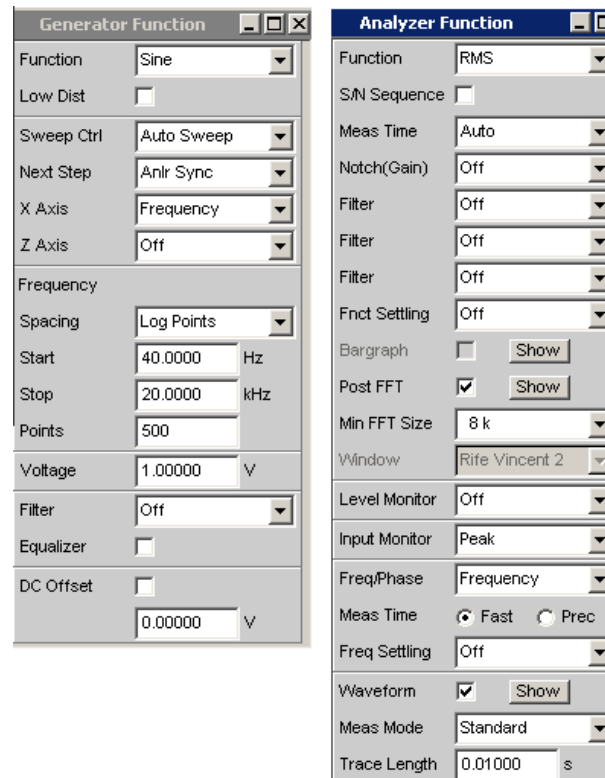 Generator Function
Function Sine
Low Dist
Sweep Ctrl Auto Sweep
Next Step Anlr Sync
X Axis Frequency
Z Axis Off
Frequency
Spacing Log Points
Start 40.0000 Hz
Stop 20.0000 kHz
Points 500
Voltage 1.00000 V
Filter Off
Equalizer
DC Offset
0.00000 V
Analyzer Function
Function RMS
S/N Sequence
Meas Time Auto
Notch(Gain) Off
Filter Off
Filter Off
Filter Off
Fnct Settling Off
Bargraph Show
Post FFT Show
Min FFT Size 8 k
Window Rife Vincent 2
Level Monitor Off
Input Monitor Peak
Freq/Phase Frequency
Meas Time Fast Prec
Freq Settling Off
Waveform Show
Meas Mode Standard
Trace Length 0.01000 s